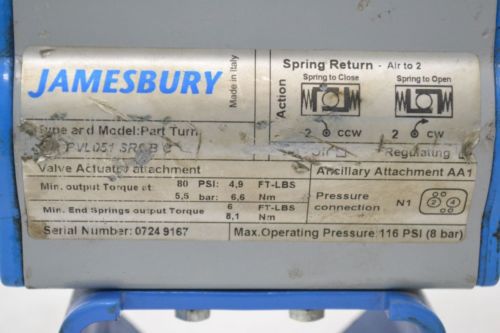 JAMESBURY
Made in Italy
Spring Return - Air to 2
Action
Spring to Close
Spring to Open
2 CCW
2 CW
Type and Model: Part Turn
Regulating
Valve Actuator attachment
Ancillary Attachment AA1
Min. output Torque at 80 PSI: 4,9 FT-LBS
5,5 bar: 6,6 Nm
Pressure connection N1 2 4
Min. End Springs output Torque 6 FT-LBS
8,1 Nm
Serial Number: 0724 9167
Max.Operating Pressure: 116 PSI (8 bar)